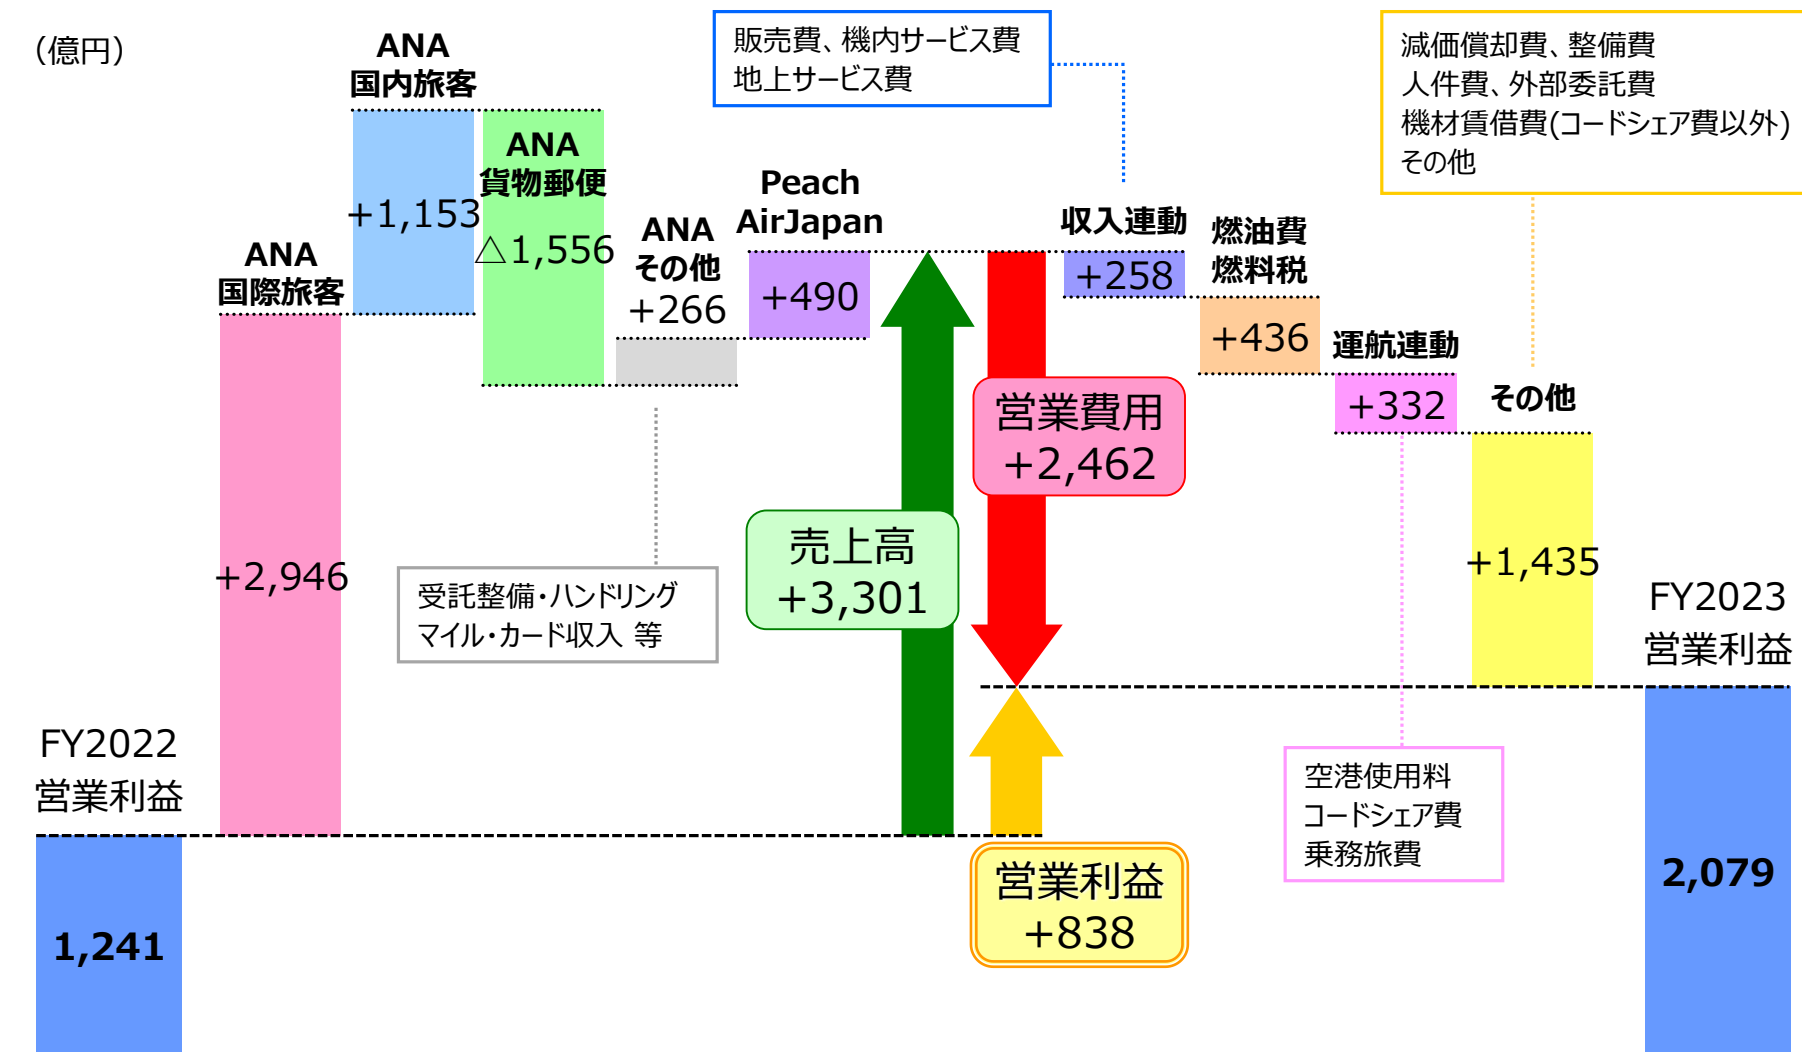 （億円）
ANA
国内旅客
+1,153
ANA
貨物郵便
△1,556
ANA
国際旅客
+2,946
ANA
その他
+266
Peach
AirJapan
+490
販売費、機内サービス費
地上サービス費
減価償却費、整備費
人件費、外部委託費
機材賃借費(コードシェア費以外)
その他
収入連動
+258
燃油費
燃料税
+436
運航連動
+332
その他
+1,435
営業費用
+2,462
売上高
+3,301
受託整備・ハンドリング
マイル・カード収入 等
FY2022
営業利益
1,241
営業利益
+838
空港使用料
コードシェア費
乗務旅費
FY2023
営業利益
2,079